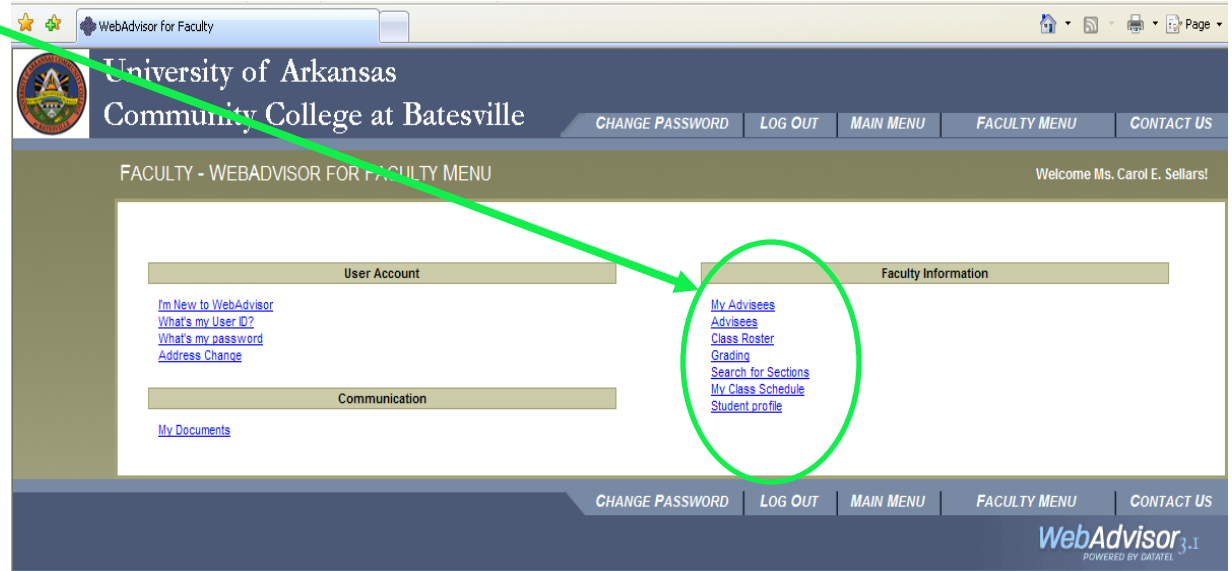 WebAdvisor for Faculty
Page
University of Arkansas
Community College at Batesville
CHANGE PASSWORD LOG OUT MAIN MENU FACULTY MENU CONTACT US
FACULTY - WEBADVISOR FOR FACULTY MENU
Welcome Ms. Carol E. Sellars!
User Account
I'm New to WebAdvisor
What's my User ID?
What's my password
Address Change
Communication
My Documents
Faculty Information
My Advisees
Advisees
Class Roster
Grading
Search for Sections
My Class Schedule
Student profile
CHANGE PASSWORD LOG OUT MAIN MENU FACULTY MENU CONTACT US
WebAdvisor 3.1
POWERED BY DATATEL